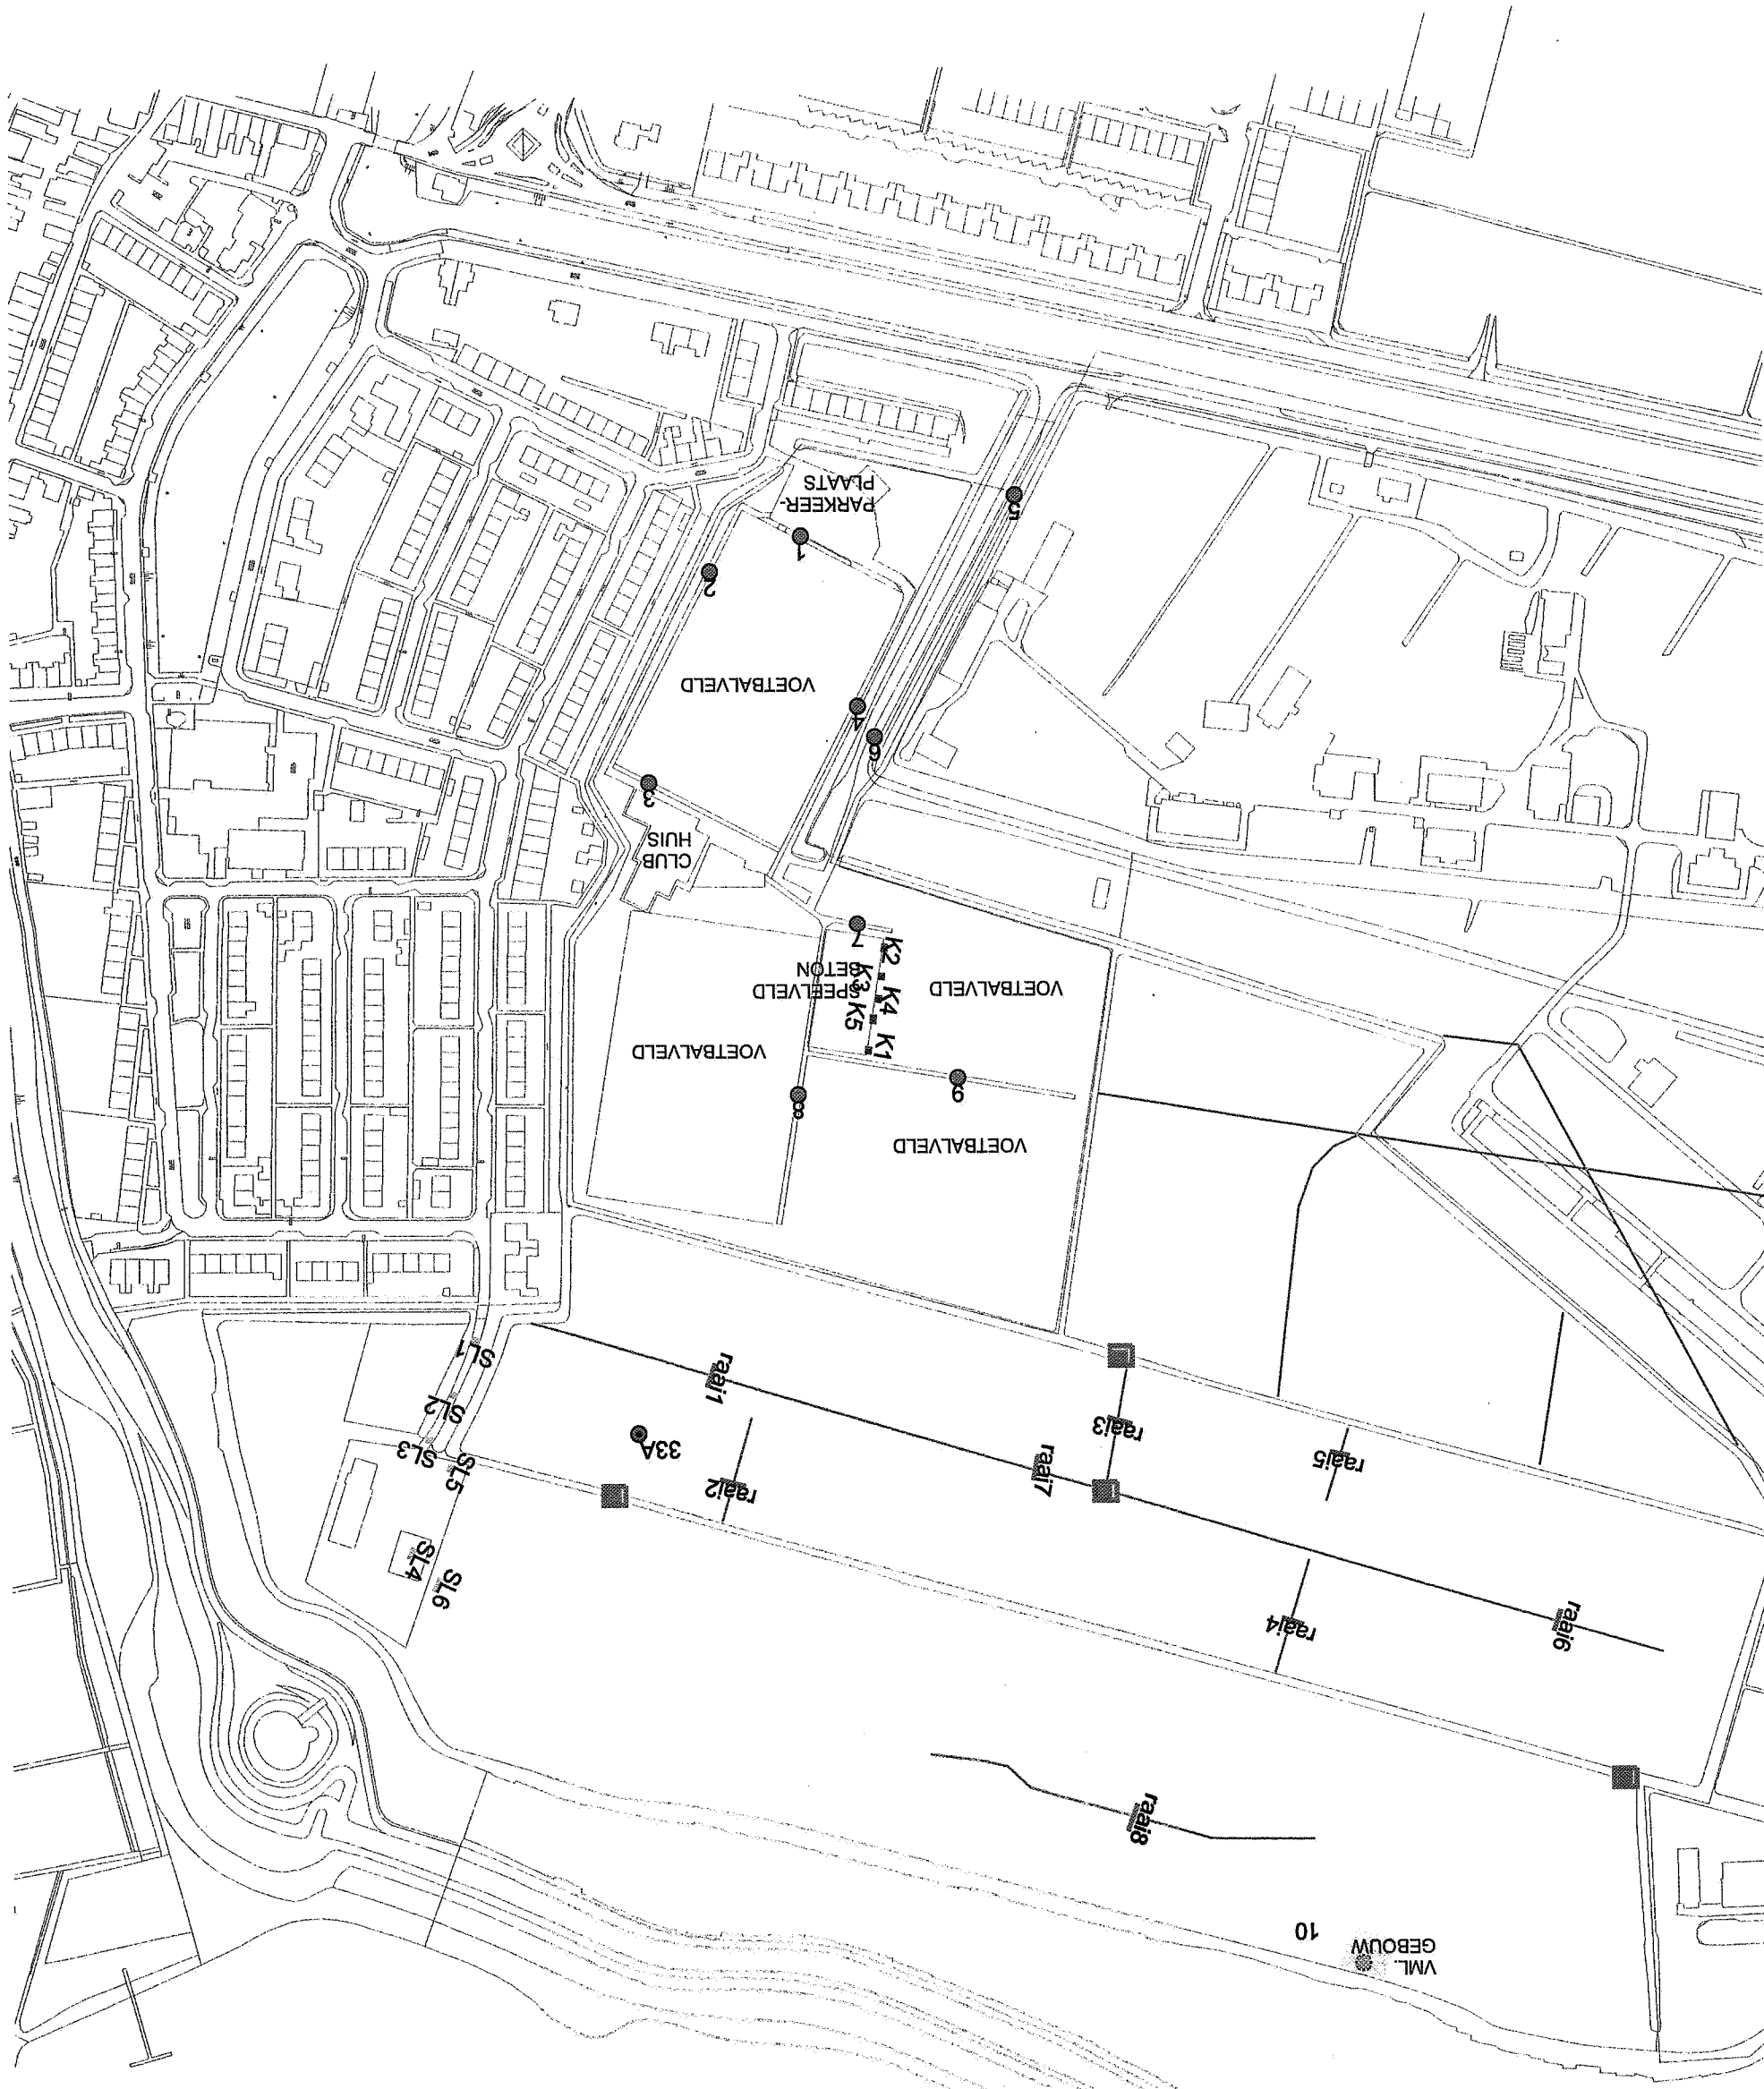 VML.
GEBOUW
10
raai8
raai6
raai4
SL6
SL4
raai5
raai7
raai3
raai2
33A
raai1
SL5
SL3
SL2
SL1
VOETBALVELD
9
8
VOETBALVELD
K1
K5
K4
K3
K2
VOETBALVELD
SPEELVELD
BETON
7
CLUB
HUIS
3
6
4
VOETBALVELD
2
1
5
PARKEER-
PLAATS